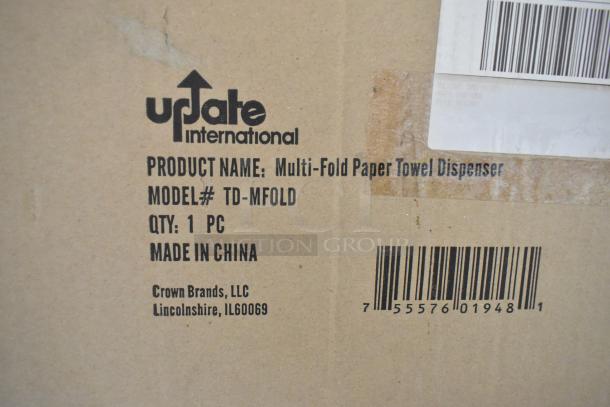 update
international
PRODUCT NAME: Multi-Fold Paper Towel Dispenser
MODEL# TD-MFOLD
QTY: 1 PC
MADE IN CHINA
Crown Brands, LLC
Lincolnshire, IL60069
7 55576 01948 1